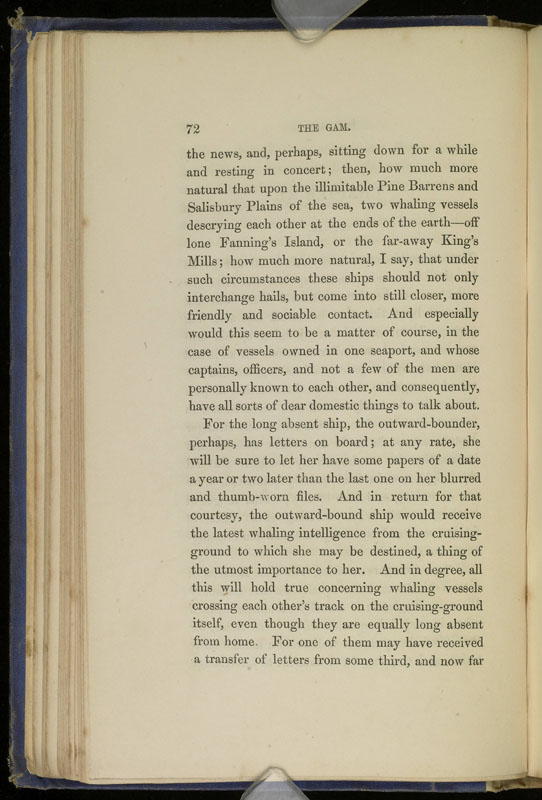 72 THE GAM.
the news, and, perhaps, sitting down for a while
and resting in concert; then, how much more
natural that upon the illimitable Pine Barrens and
Salisbury Plains of the sea, two whaling vessels
descrying each other at the ends of the earth—off
lone Fanning's Island, or the far-away King's
Mills; how much more natural, I say, that under
such circumstances these ships should not only
interchange hails, but come into still closer, more
friendly and sociable contact. And especially
would this seem to be a matter of course, in the
case of vessels owned in one seaport, and whose
captains, officers, and not a few of the men are
personally known to each other, and consequently,
have all sorts of dear domestic things to talk about.
For the long absent ship, the outward-bounder,
perhaps, has letters on board; at any rate, she
will be sure to let her have some papers of a date
a year or two later than the last one on her blurred
and thumb-worn files. And in return for that
courtesy, the outward-bound ship would receive
the latest whaling intelligence from the cruising-
ground to which she may be destined, a thing of
the utmost importance to her. And in degree, all
this will hold true concerning whaling vessels
crossing each other's track on the cruising-ground
itself, even though they are equally long absent
from home. For one of them may have received
a transfer of letters from some third, and now far